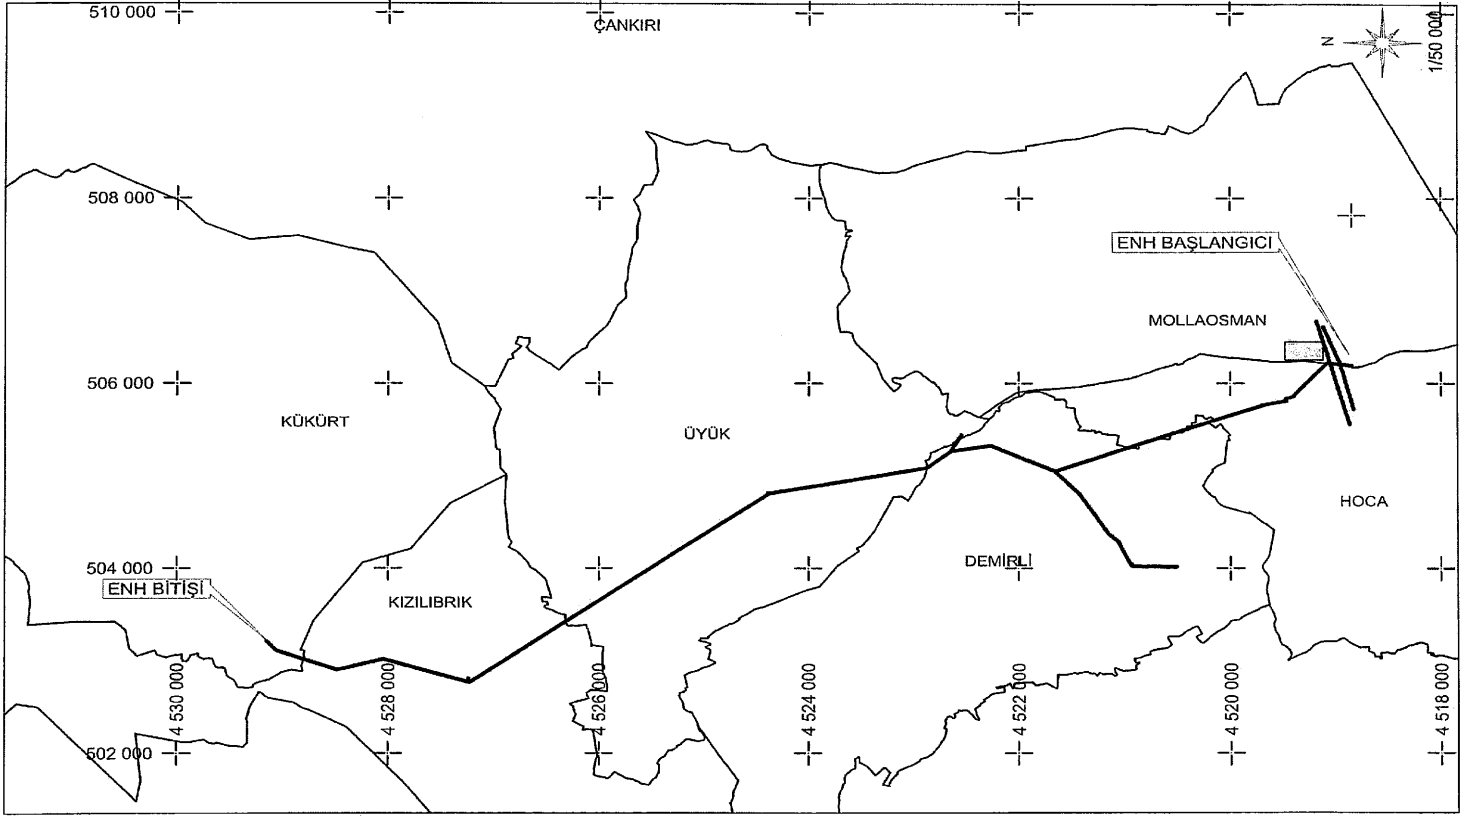 510 000
ÇANKIRI
N
1/50 000
508 000
ENH BAŞLANGICI
MOLLAOSMAN
506 000
KÜKÜRT
ÜYÜK
HOCA
504 000
DEMİRLİ
ENH BİTİŞİ
KIZILIBRIK
4 530 000
4 528 000
4 526 000
4 524 000
4 522 000
4 520 000
4 518 000
502 000